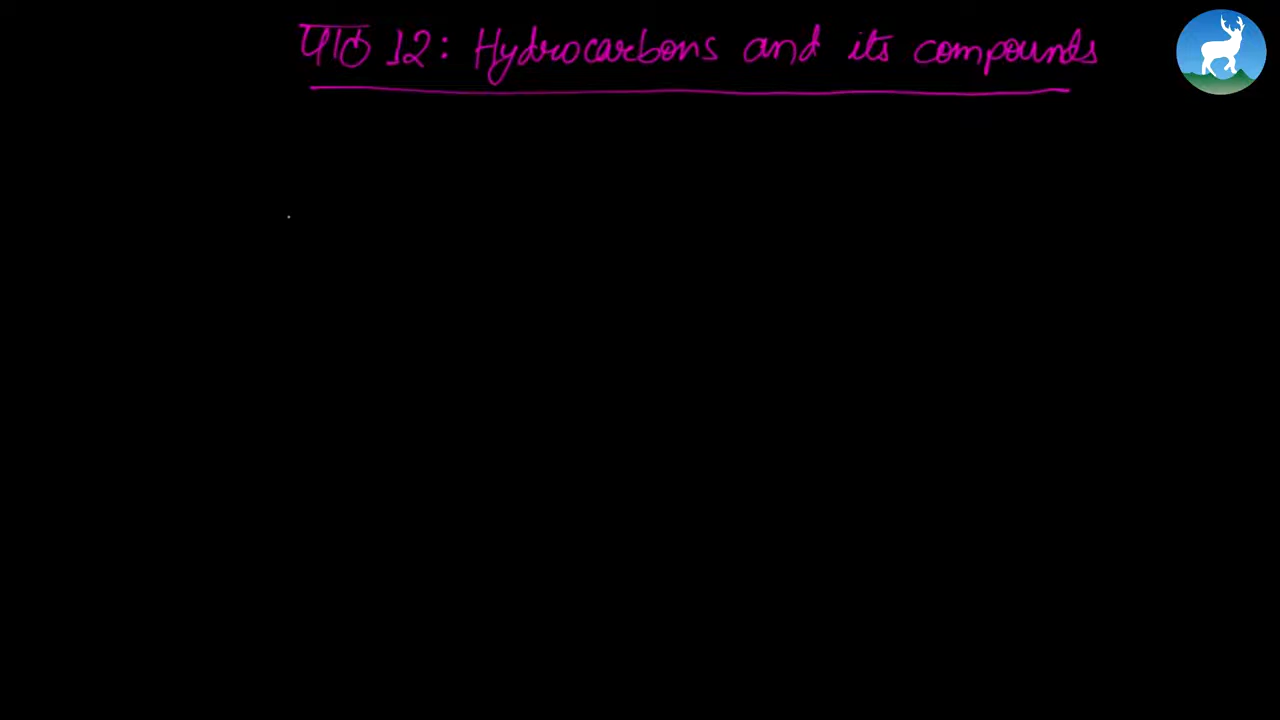 पाठ 12: Hydrocarbons and its compounds